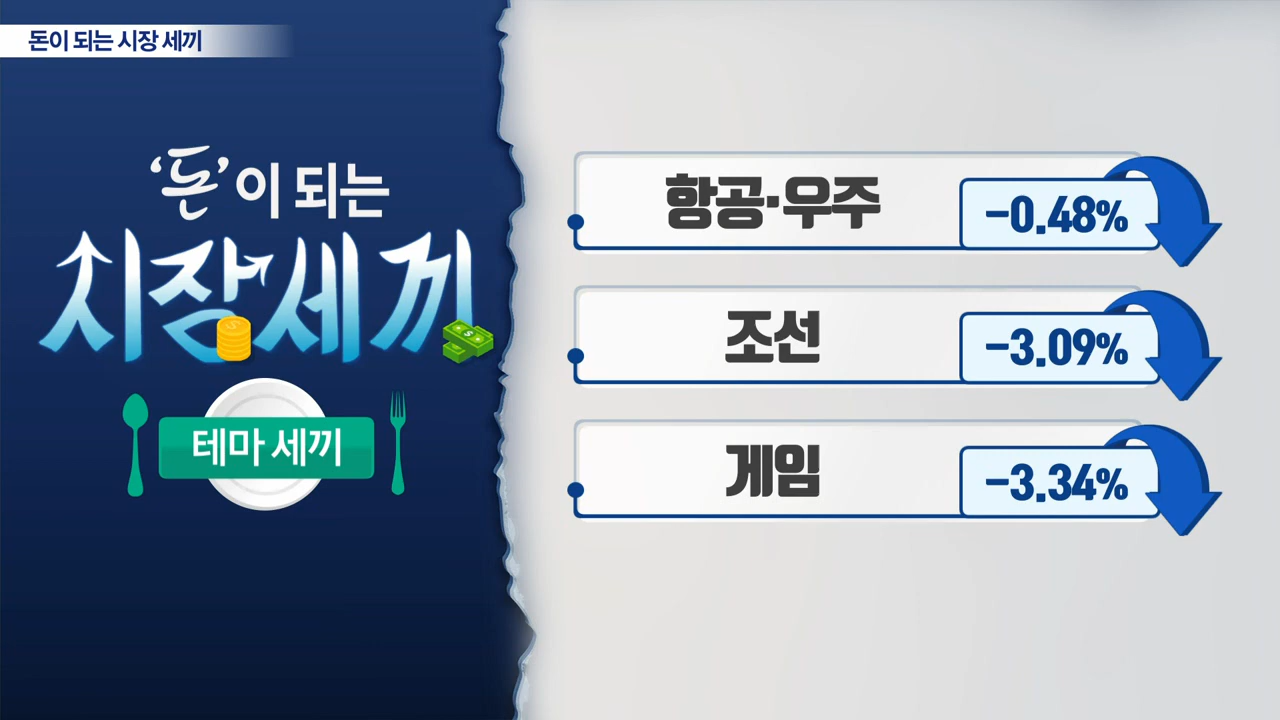 돈이 되는 시장 세끼
‘돈’이 되는
시장세끼
테마 세끼
항공·우주
-0.48%
조선
-3.09%
게임
-3.34%